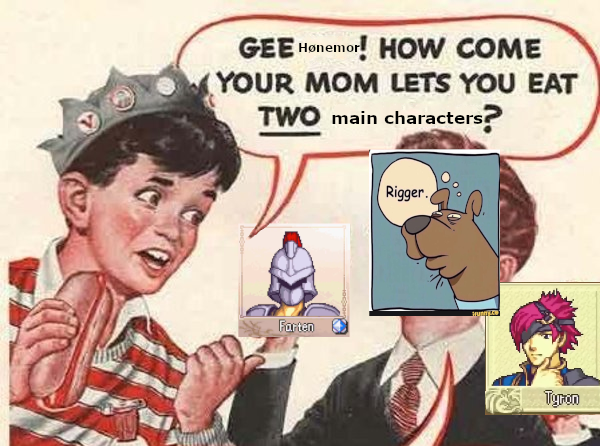 GEE Hønemor! HOW COME
YOUR MOM LETS YOU EAT
TWO main characters?
Rigger.
Farten
Tyron